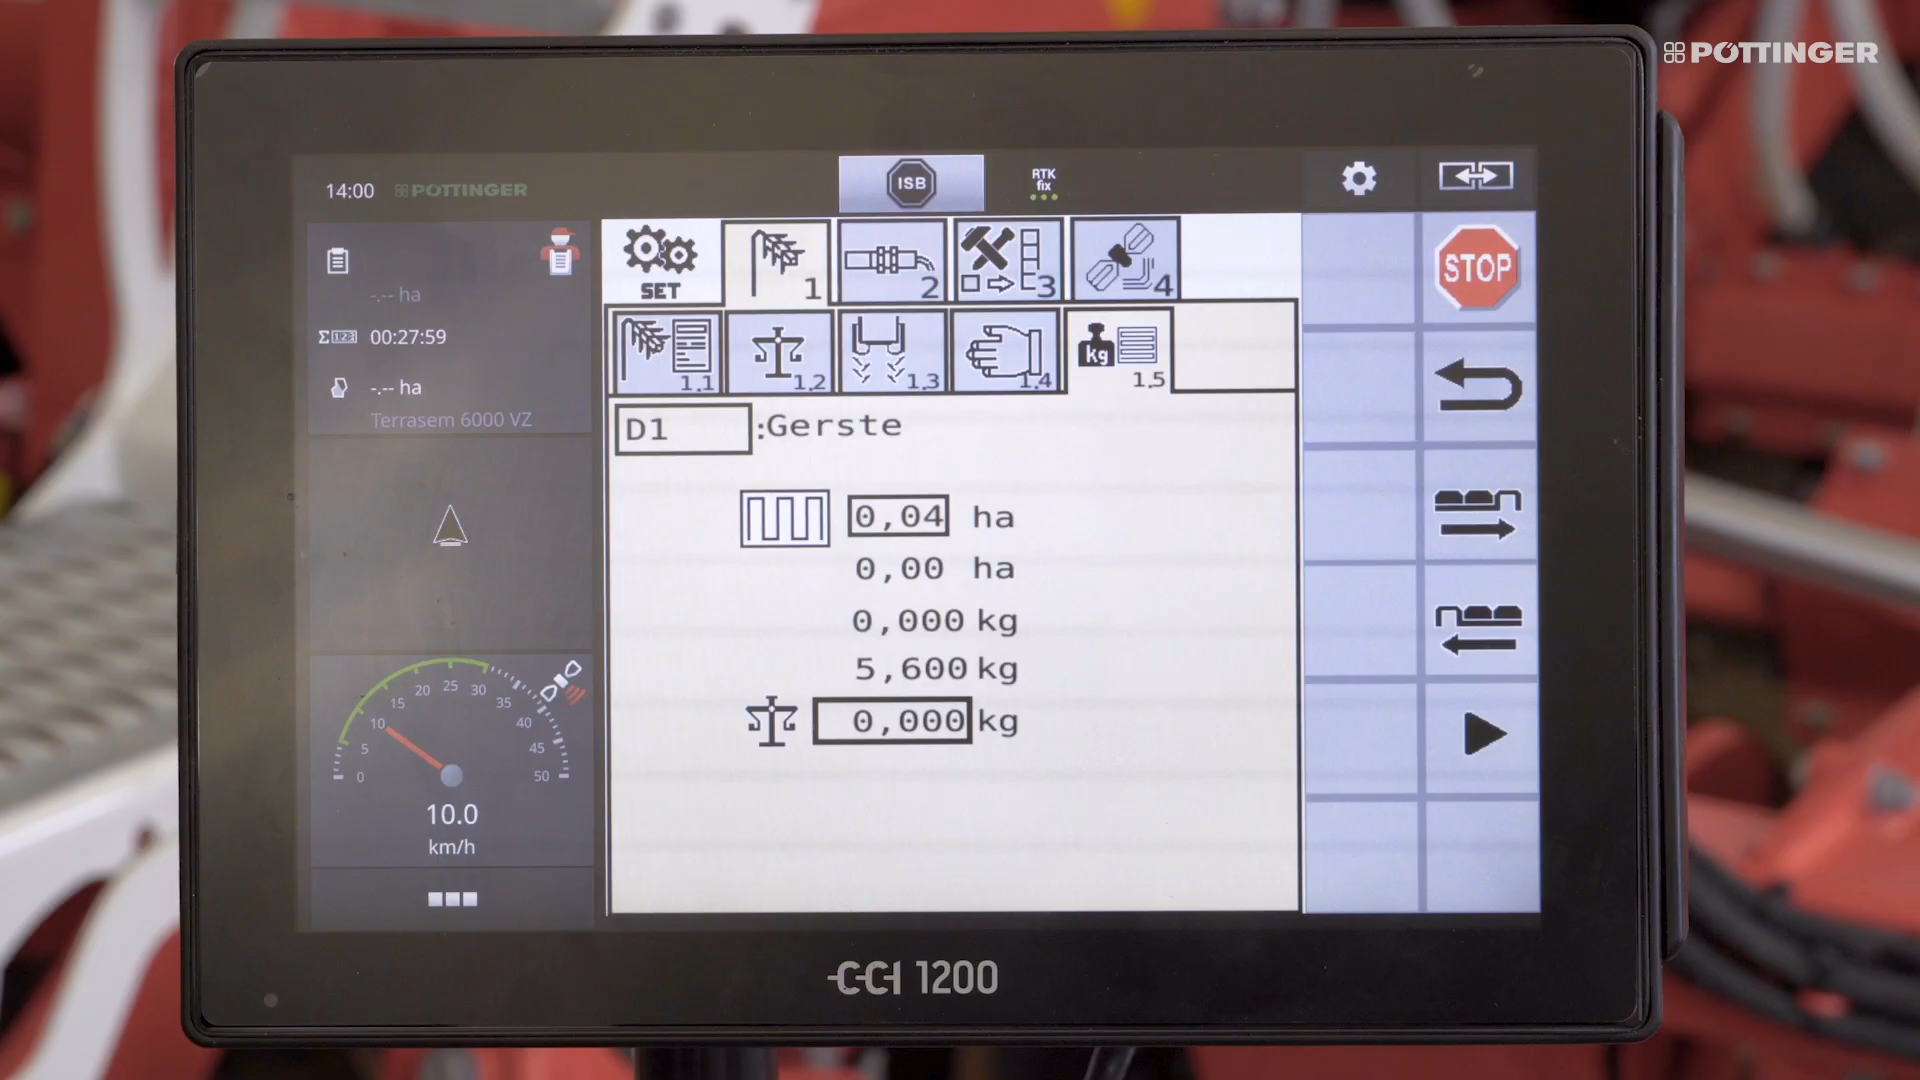 PÖTTINGER
14:00 PÖTTINGER
ISB
RTK
fix
-.-- ha
Σ 123 00:27:59
-.-- ha
Terrasem 6000 VZ
0 5 10 15 20 25 30 35 40 45 50
10.0
km/h
SET
1
2
3
4
1.1
1.2
1.3
1.4
kg
1.5
D1 :Gerste
0,04 ha
0,00 ha
0,000 kg
5,600 kg
0,000 kg
STOP
CCI 1200